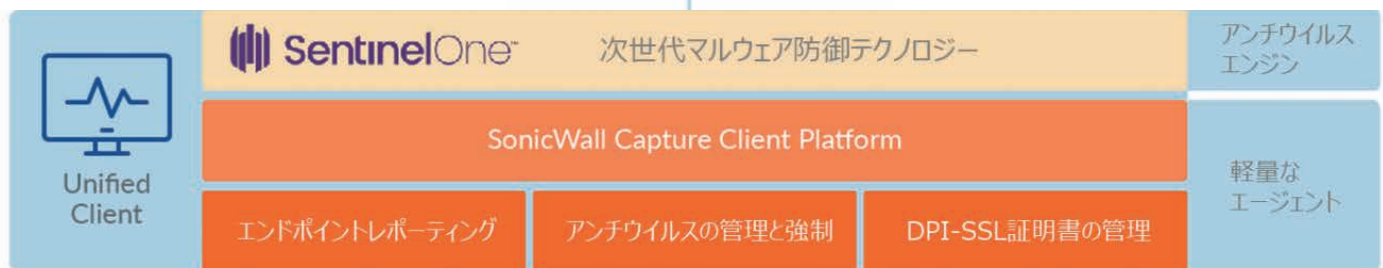 SentinelOne™
次世代マルウェア防御テクノロジー
アンチウイルス
エンジン
SonicWall Capture Client Platform
Unified
Client
軽量な
エージェント
エンドポイントレポーティング
アンチウイルスの管理と強制
DPI-SSL証明書の管理